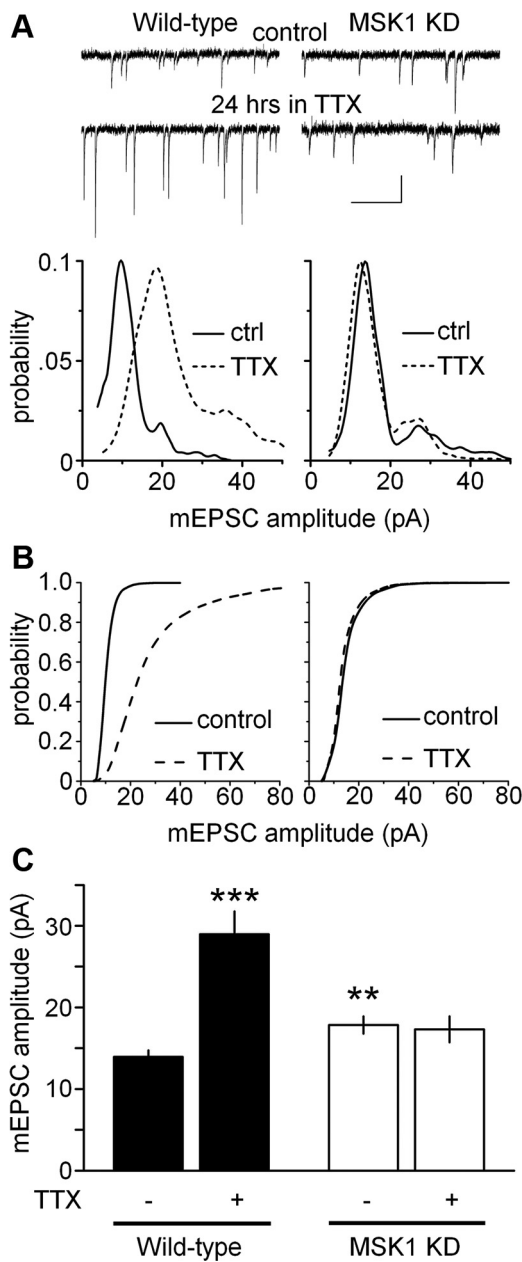 A
Wild-type
control
MSK1 KD
24 hrs in TTX
0.1
.05
0
probability
ctrl
TTX
ctrl
TTX
0 20 40
0 20 40
mEPSC amplitude (pA)
B
1.0
0.8
0.6
0.4
0.2
0
probability
control
TTX
control
TTX
0 20 40 60 80
0 20 40 60 80
mEPSC amplitude (pA)
C
mEPSC amplitude (pA)
30
20
10
0
***
**
TTX - + - +
Wild-type MSK1 KD